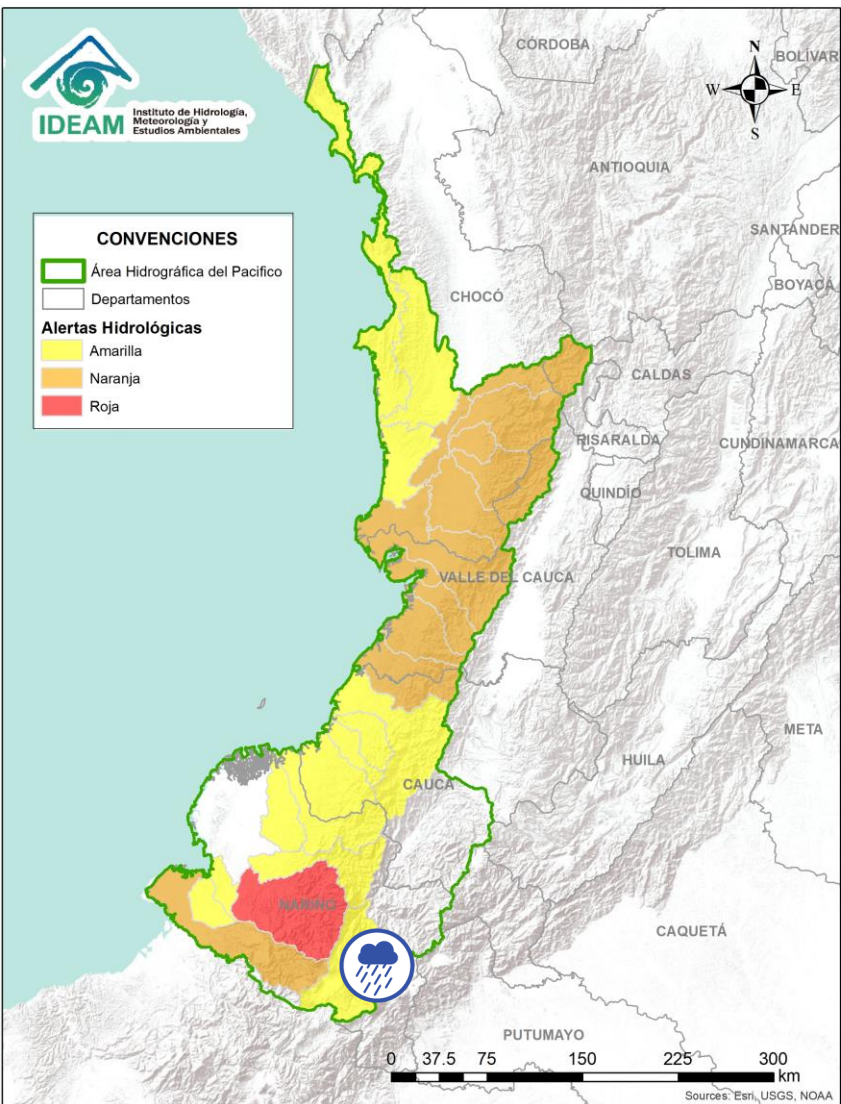 IDEAM
Instituto de Hidrología,
Meteorología y
Estudios Ambientales
CONVENCIONES
Área Hidrográfica del Pacifico
Departamentos
Alertas Hidrológicas
Amarilla
Naranja
Roja
N
W
E
S
CÓRDOBA
BOLÍVAR
ANTIOQUIA
SANTANDER
BOYACÁ
CHOCÓ
CALDAS
RISARALDA
CUNDINAMARCA
QUINDÍO
TOLIMA
VALLE DEL CAUCA
META
HUILA
CAUCA
NARIÑO
CAQUETÁ
PUTUMAYO
0 37.5 75 150 225 300
km
Sources: Esri, USGS, NOAA